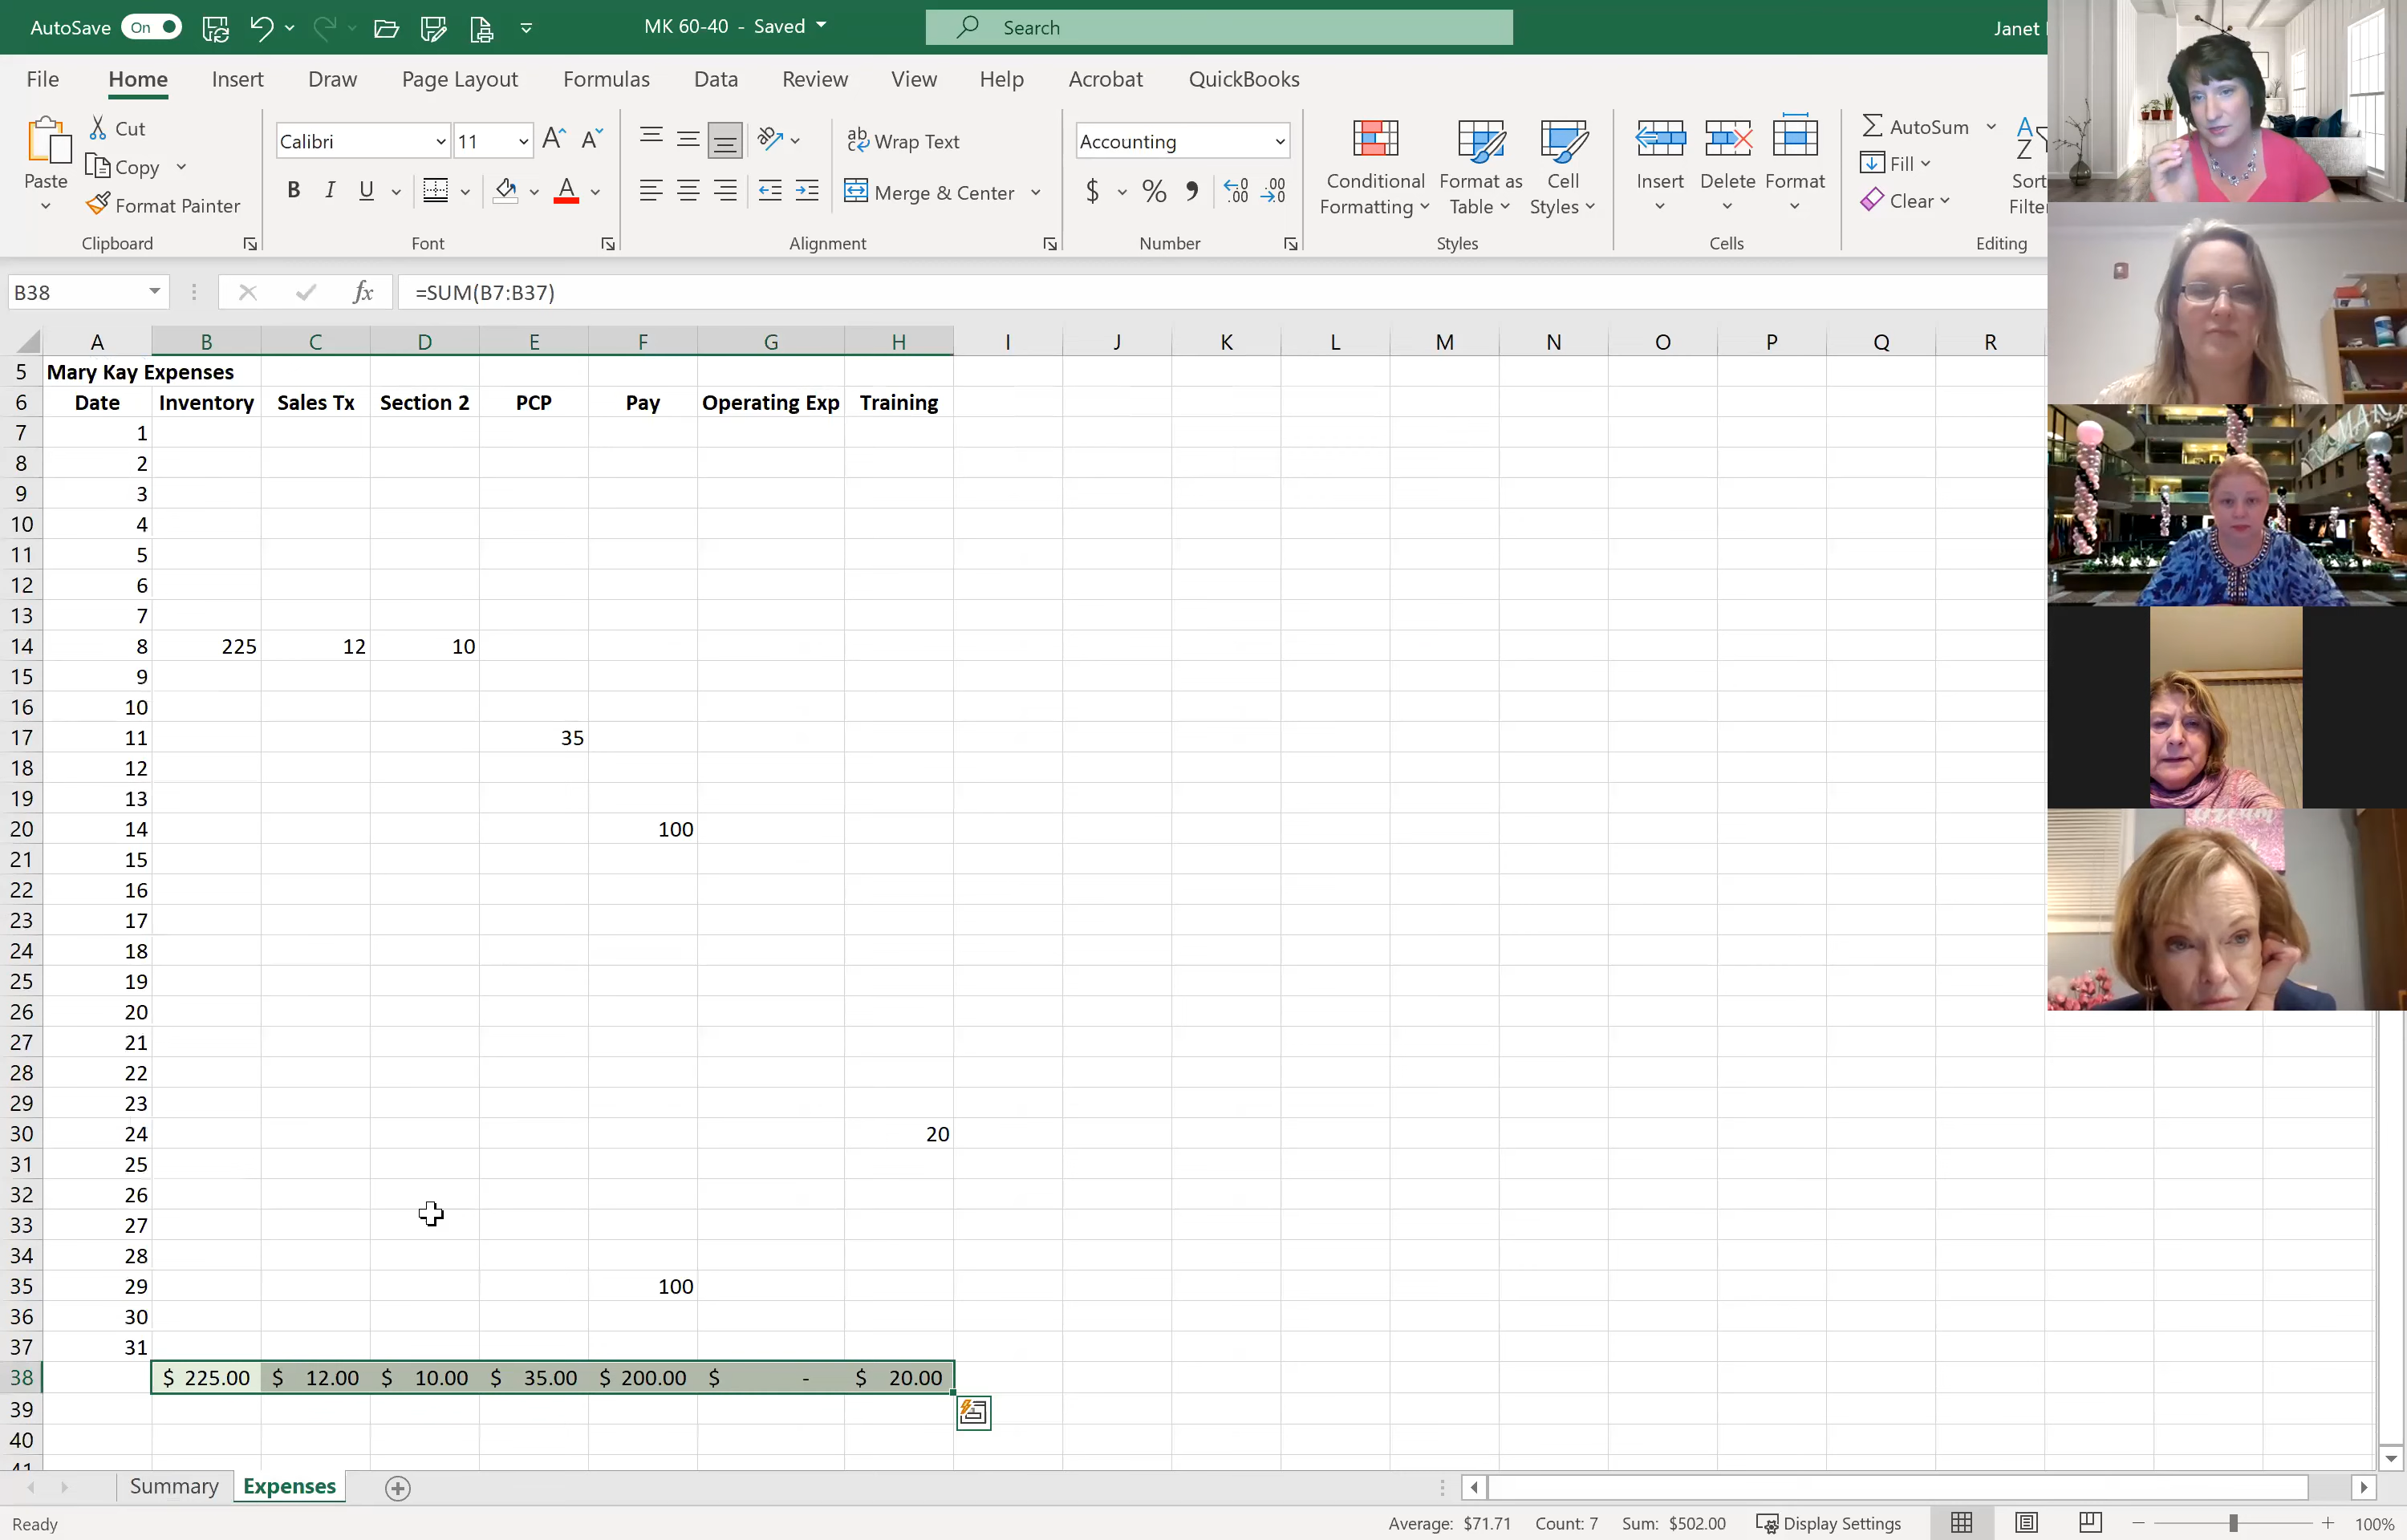 AutoSave On
MK 60-40 - Saved
Search
Janet
File Home Insert Draw Page Layout Formulas Data Review View Help Acrobat QuickBooks
Paste
Cut
Copy
Format Painter
Clipboard
Calibri 11
B I U
Font
Wrap Text
Merge & Center
Alignment
Accounting
$ % ,
Number
Conditional Formatting
Format as Table
Cell Styles
Styles
Insert Delete Format
Cells
AutoSum
Fill
Clear
Sort
Filte
Editing
B38 fx =SUM(B7:B37)
A B C D E F G H I J K L M N O P Q R
5 Mary Kay Expenses
6 Date Inventory Sales Tx Section 2 PCP Pay Operating Exp Training
7 1
8 2
9 3
10 4
11 5
12 6
13 7
14 8 225 12 10
15 9
16 10
17 11 35
18 12
19 13
20 14 100
21 15
22 16
23 17
24 18
25 19
26 20
27 21
28 22
29 23
30 24 20
31 25
32 26
33 27
34 28
35 29 100
36 30
37 31
38 $ 225.00 $ 12.00 $ 10.00 $ 35.00 $ 200.00 $ - $ 20.00
39
40
41
Summary Expenses
Ready Average: $71.71 Count: 7 Sum: $502.00 Display Settings 100%